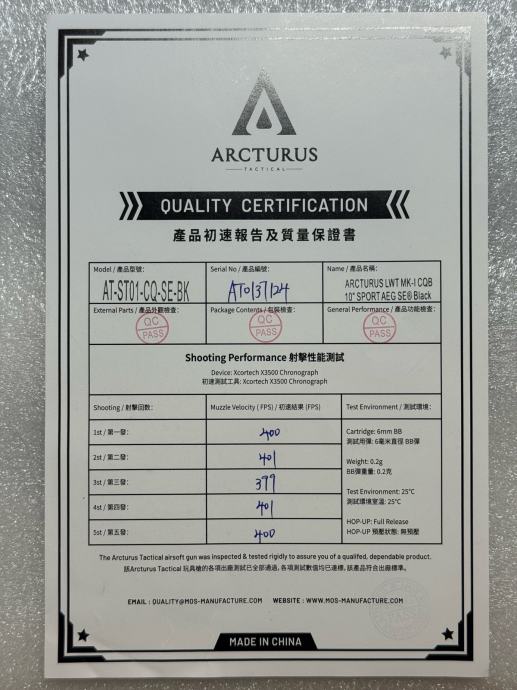 ARCTURUS
TACTICAL
QUALITY CERTIFICATION
產品初速報告及質量保證書
Model / 產品型號:
AT-ST01-CQ-SE-BK
Serial No / 產品編號:
AT0137124
Name / 產品名稱:
ARCTURUS LWT MK-I CQB
10" SPORT AEG SE® Black
External Parts / 產品外觀檢查:
QC
PASS
Package Contents / 包裝檢查:
QC
PASS
General Performance / 產品功能檢查:
QC
PASS
Shooting Performance 射擊性能測試
Device: Xcortech X3500 Chronograph
初速測試工具: Xcortech X3500 Chronograph
Shooting / 射擊回數:
Muzzle Velocity ( FPS) / 初速結果 (FPS)
Test Environment / 測試環境:
1st / 第一發:
400
2st / 第二發:
401
3st / 第三發:
399
4st / 第四發:
401
5st / 第五發:
400
Cartridge: 6mm BB
測試用彈: 6毫米直徑 BB彈
Weight: 0.2g
BB彈重量: 0.2克
Test Environment: 25°C
測試環境室溫: 25°C
HOP-UP: Full Release
HOP-UP 預壓狀態: 無預壓
The Arcturus Tactical airsoft gun was inspected & tested rigidly to assure you of a qualifed, dependable product.
該Arcturus Tactical 玩具槍的各項出廠測試已全部通過, 各項測試數值均已達標, 該產品符合出廠標準。
EMAIL : QUALITY@MOS-MANUFACTURE.COM WEBSITE : WWW.MOS-MANUFACTURE.COM
MADE IN CHINA